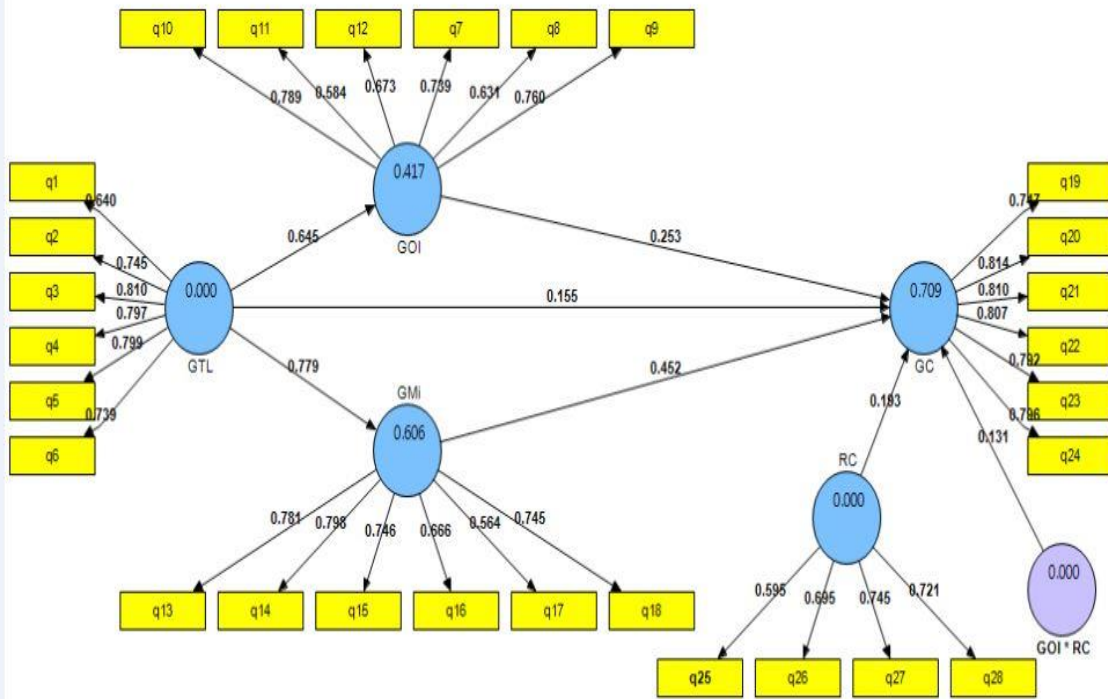 q10 q11 q12 q7 q8 q9
0.789 0.584 0.673 0.739 0.631 0.760
0.417
GOI
q1
q2
q3
q4
q5
q6
0.640
0.745
0.810
0.797
0.799
0.739
0.000
GTL
0.645
0.779
0.155
0.253
0.452
0.606
GMi
0.781 0.798 0.746 0.666 0.564 0.745
q13 q14 q15 q16 q17 q18
0.709
GC
0.747
0.814
0.810
0.807
0.792
0.796
q19
q20
q21
q22
q23
q24
0.193
0.131
RC
0.000
0.595 0.695 0.745 0.721
q25 q26 q27 q28
0.000
GOI * RC